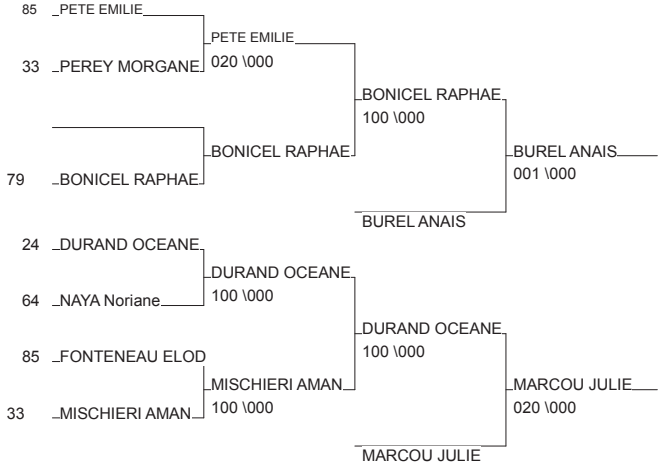 85 PETE EMILIE
PETE EMILIE
020 \000
33 PEREY MORGANE
BONICEL RAPHAE
100 \000
BONICEL RAPHAE
BUREL ANAIS
001 \000
79 BONICEL RAPHAE
BUREL ANAIS
24 DURAND OCEANE
DURAND OCEANE
100 \000
64 NAYA Noriane
DURAND OCEANE
100 \000
85 FONTENEAU ELOD
MISCHIERI AMAN
100 \000
MARCOU JULIE
020 \000
33 MISCHIERI AMAN
MARCOU JULIE